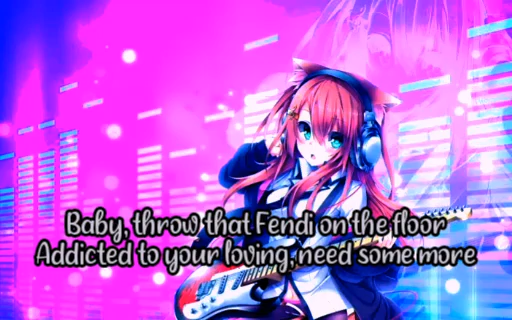 Baby, throw that Fendi on the floor
Addicted to your loving, need some more